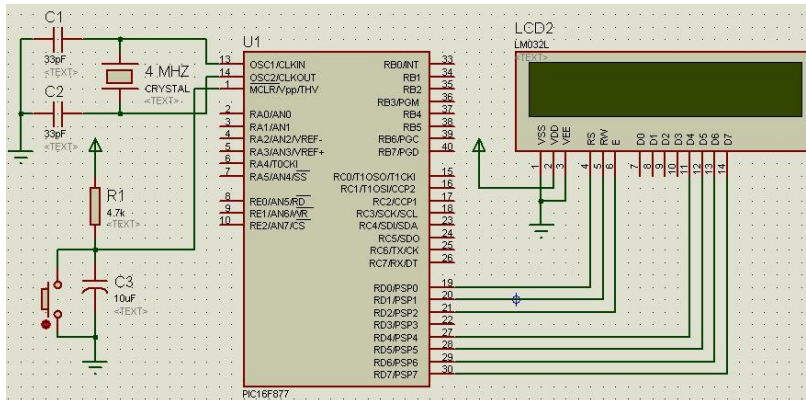 C1
33pF
<TEXT>
4 MHZ
CRYSTAL
<TEXT>
C2
33pF
<TEXT>
R1
4.7k
<TEXT>
C3
10uF
<TEXT>
U1
13 OSC1/CLKIN
14 OSC2/CLKOUT
1 MCLR/Vpp/THV
2 RA0/AN0
3 RA1/AN1
4 RA2/AN2/VREF-
5 RA3/AN3/VREF+
6 RA4/T0CKI
7 RA5/AN4/SS
8 RE0/AN5/RD
9 RE1/AN6/WR
10 RE2/AN7/CS
RB0/INT 33
RB1 34
RB2 35
RB3/PGM 36
RB4 37
RB5 38
RB6/PGC 39
RB7/PGD 40
RC0/T1OSO/T1CKI 15
RC1/T1OSI/CCP2 16
RC2/CCP1 17
RC3/SCK/SCL 18
RC4/SDI/SDA 23
RC5/SDO 24
RC6/TX/CK 25
RC7/RX/DT 26
RD0/PSP0 19
RD1/PSP1 20
RD2/PSP2 21
RD3/PSP3 22
RD4/PSP4 27
RD5/PSP5 28
RD6/PSP6 29
RD7/PSP7 30
PIC16F877
<TEXT>
LCD2
LM032L
<TEXT>
VSS VDD VEE RS RW E D0 D1 D2 D3 D4 D5 D6 D7
1 2 3 4 5 6 7 8 9 10 11 12 13 14